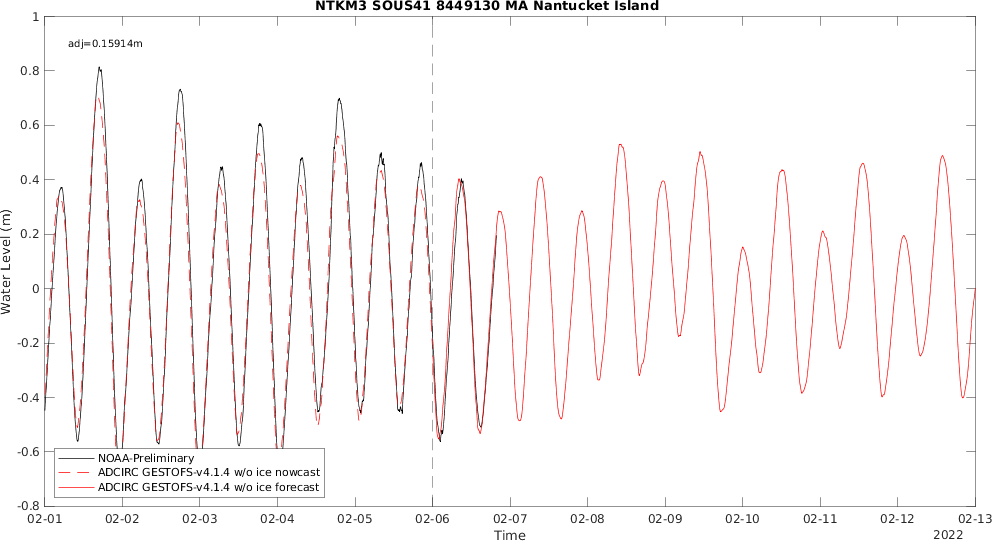 NTKM3 SOUS41 8449130 MA Nantucket Island
adj=0.15914m
Water Level (m)
1
0.8
0.6
0.4
0.2
0
-0.2
-0.4
-0.6
-0.8
NOAA-Preliminary
ADCIRC GESTOFS-v4.1.4 w/o ice nowcast
ADCIRC GESTOFS-v4.1.4 w/o ice forecast
02-01 02-02 02-03 02-04 02-05 02-06 02-07 02-08 02-09 02-10 02-11 02-12 02-13
Time
2022